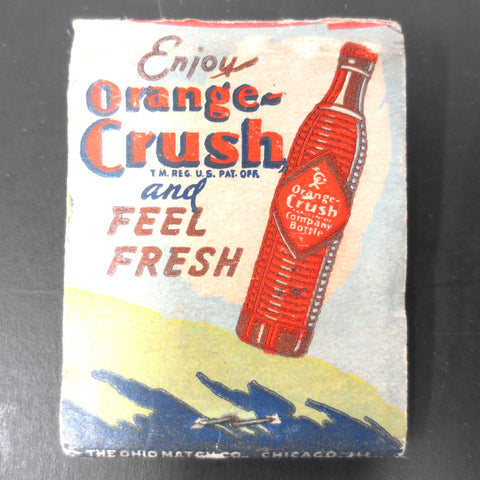 Enjoy
Orange-
Crush
T M. REG. U. S. PAT. OFF.
and
FEEL
FRESH
Orange-
Crush
Company
Bottle
THE OHIO MATCH CO., CHICAGO, ILL